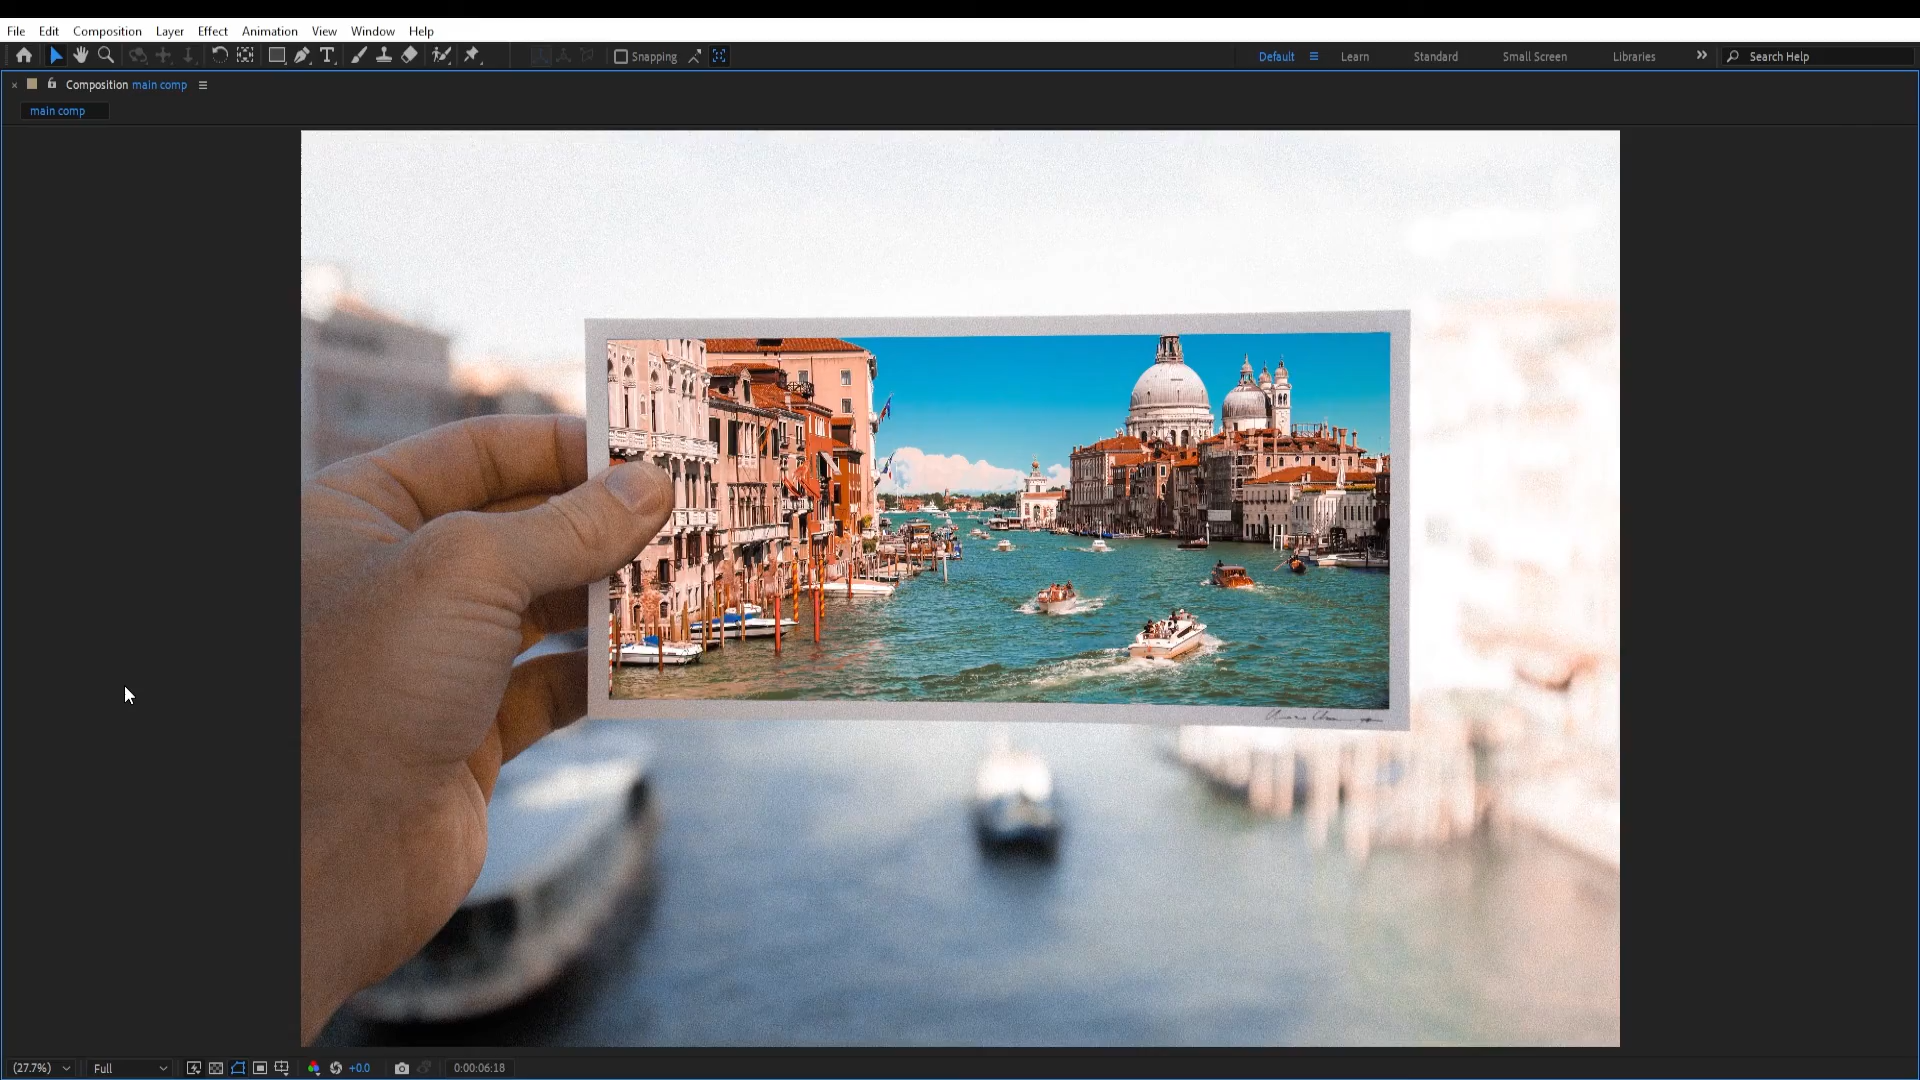 File Edit Composition Layer Effect Animation View Window Help
Snapping Default Learn Standard Small Screen Libraries Search Help
Composition main comp
main comp
(27.7%) Full +0.0 0:00:06:18